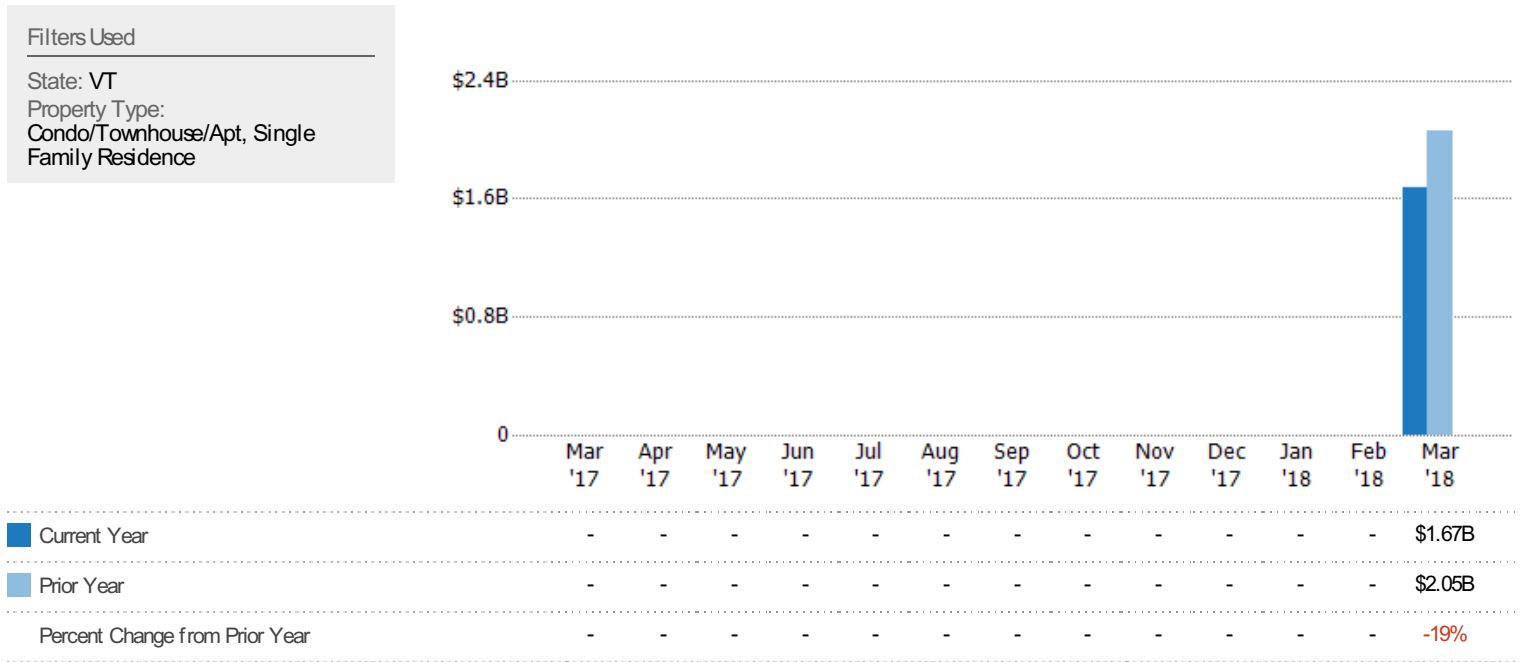 Filters Used
State: VT
Property Type:
Condo/Townhouse/Apt, Single
Family Residence
$2.4B
$1.6B
$0.8B
0
Mar Apr May Jun Jul Aug Sep Oct Nov Dec Jan Feb Mar
'17 '17 '17 '17 '17 '17 '17 '17 '17 '17 '18 '18 '18
Current Year - - - - - - - - - - - - $1.67B
Prior Year - - - - - - - - - - - - $2.05B
Percent Change from Prior Year - - - - - - - - - - - - -19%